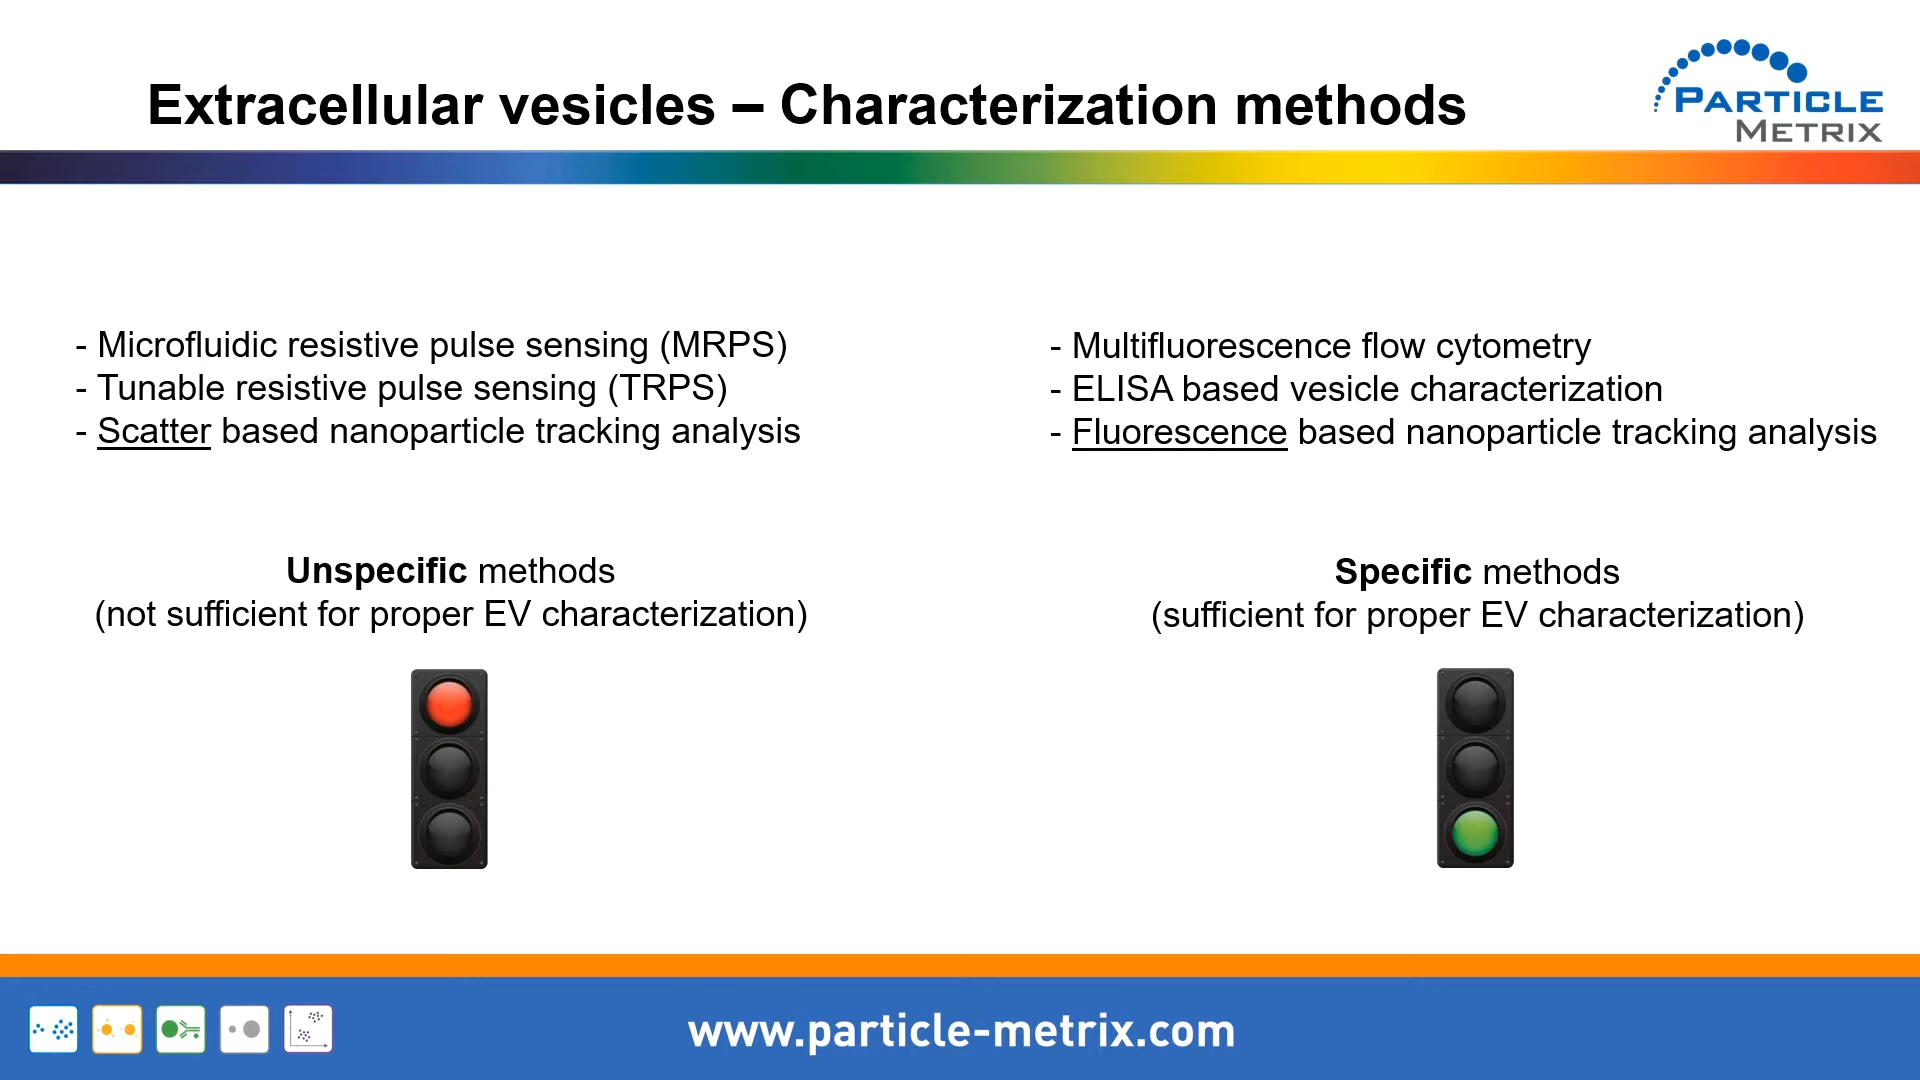 Extracellular vesicles – Characterization methods
PARTICLE
METRIX
- Microfluidic resistive pulse sensing (MRPS)
- Tunable resistive pulse sensing (TRPS)
- Scatter based nanoparticle tracking analysis
- Multifluorescence flow cytometry
- ELISA based vesicle characterization
- Fluorescence based nanoparticle tracking analysis
Unspecific methods
(not sufficient for proper EV characterization)
Specific methods
(sufficient for proper EV characterization)
www.particle-metrix.com